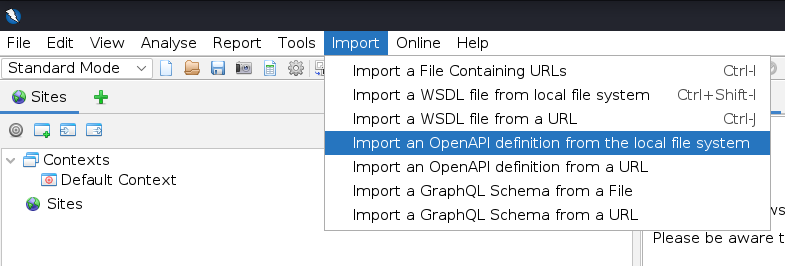 File Edit View Analyse Report Tools Import Online Help
Standard Mode
Import a File Containing URLs Ctrl-I
Import a WSDL file from local file system Ctrl+Shift-I
Import a WSDL file from a URL Ctrl-J
Import an OpenAPI definition from the local file system
Import an OpenAPI definition from a URL
Import a GraphQL Schema from a File
Import a GraphQL Schema from a URL
Sites
Contexts
Default Context
Sites
Please be aware t